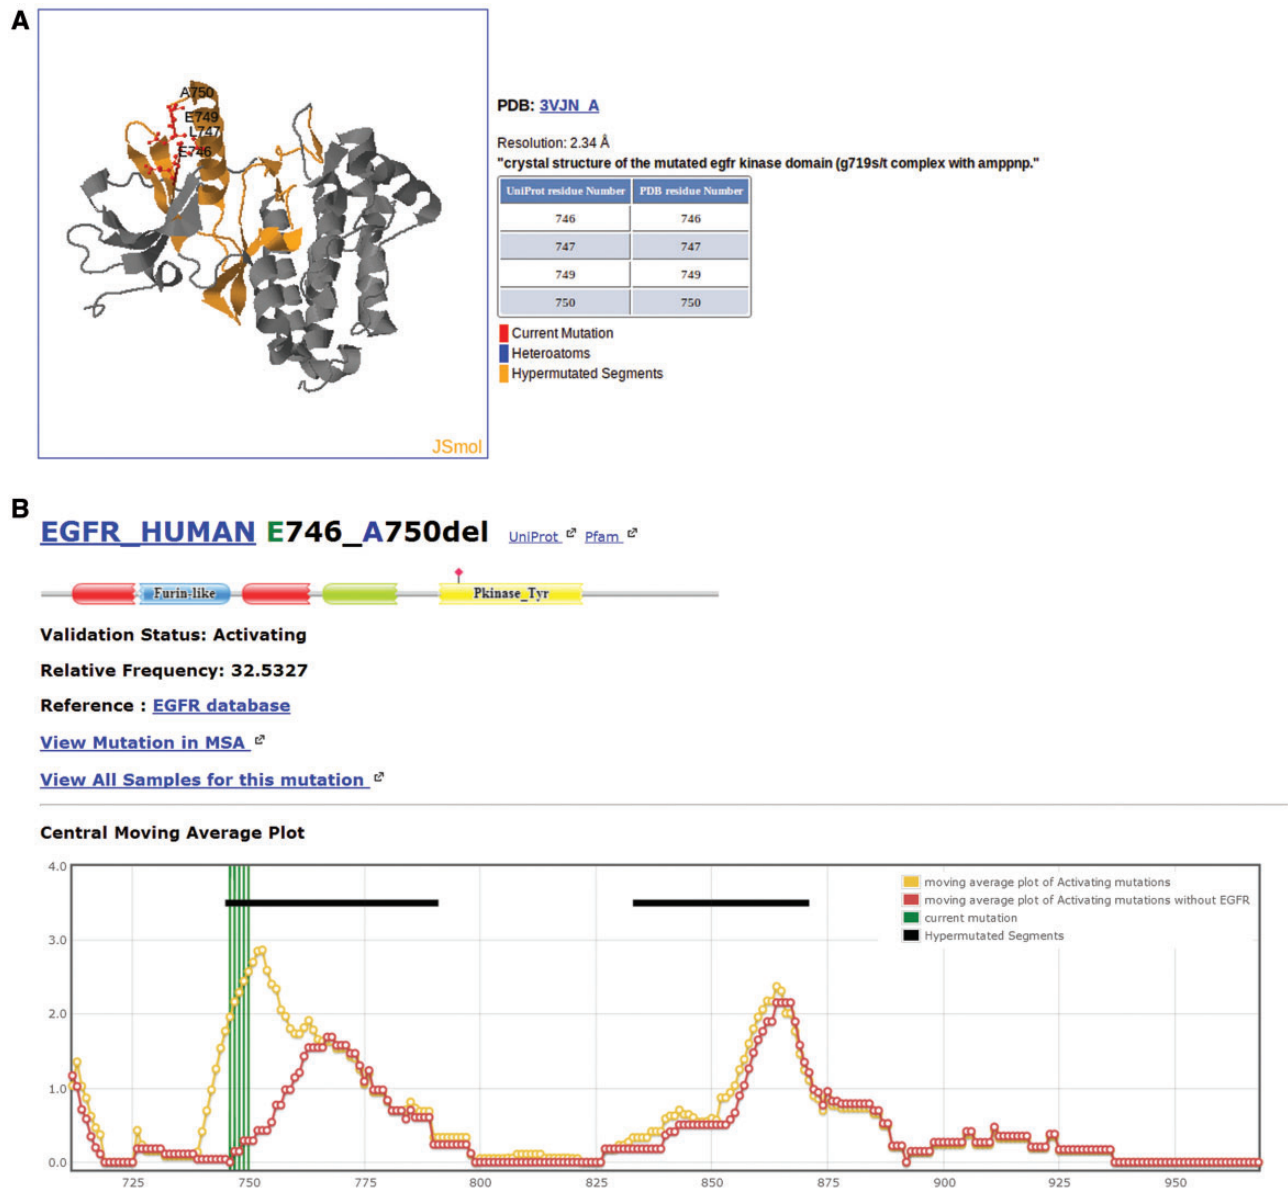 A
A750
E749
L747
E746
JSmol
PDB: 3VJN_A
Resolution: 2.34 Å
"crystal structure of the mutated egfr kinase domain (g719s/t complex with amppnp."
UniProt residue Number PDB residue Number
746 746
747 747
749 749
750 750
Current Mutation
Heteroatoms
Hypermutated Segments
B
EGFR_HUMAN E746_A750del UniProt Pfam
Furin-like Pkinase_Tyr
Validation Status: Activating
Relative Frequency: 32.5327
Reference : EGFR database
View Mutation in MSA
View All Samples for this mutation
Central Moving Average Plot
4.0
3.0
2.0
1.0
0.0
moving average plot of Activating mutations
moving average plot of Activating mutations without EGFR
current mutation
Hypermutated Segments
725 750 775 800 825 850 875 900 925 950